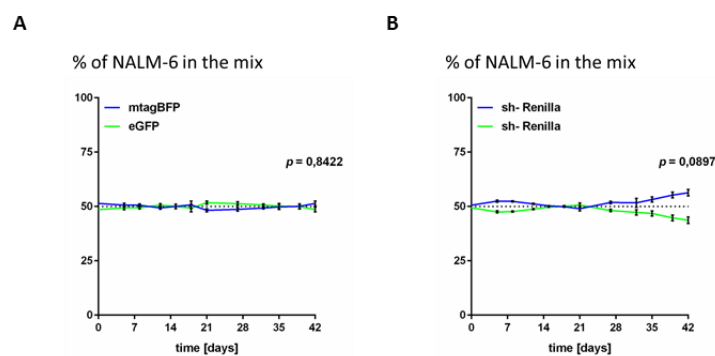 A
% of NALM-6 in the mix
100
75
50
25
0
mtagBFP
eGFP
p = 0,8422
0 7 14 21 28 35 42
time [days]
B
% of NALM-6 in the mix
100
75
50
25
0
sh- Renilla
sh- Renilla
p = 0,0897
0 7 14 21 28 35 42
time [days]